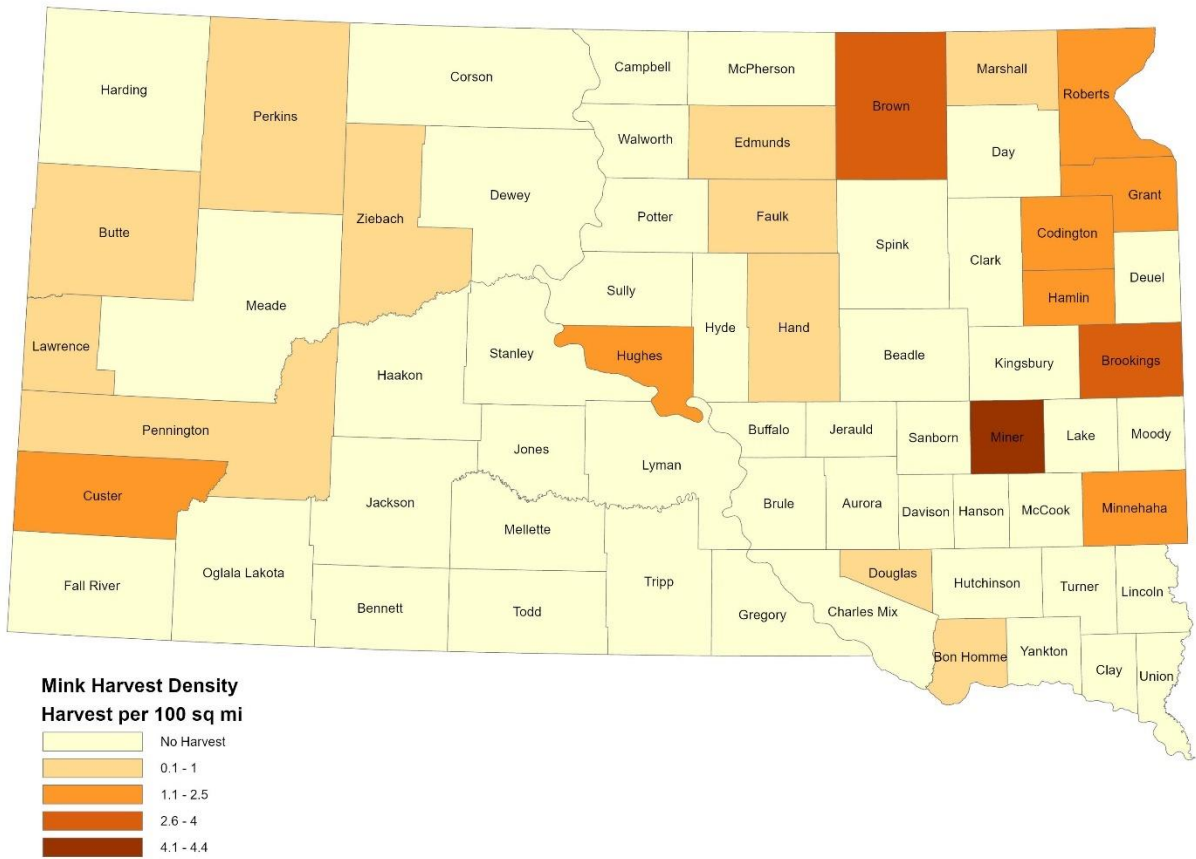 Campbell
McPherson
Marshall
Corson
Harding
Roberts
Brown
Perkins
Walworth
Edmunds
Day
Dewey
Grant
Potter
Faulk
Ziebach
Butte
Codington
Spink
Clark
Deuel
Sully
Hamlin
Meade
Hyde
Hand
Lawrence
Stanley
Hughes
Beadle
Kingsbury
Brookings
Haakon
Pennington
Buffalo
Jerauld
Sanborn
Miner
Lake
Moody
Jones
Lyman
Custer
Jackson
Brule
Aurora
Davison
Hanson
McCook
Minnehaha
Mellette
Oglala Lakota
Douglas
Fall River
Tripp
Hutchinson
Turner
Lincoln
Bennett
Todd
Gregory
Charles Mix
Bon Homme
Yankton
Clay
Union
Mink Harvest Density
Harvest per 100 sq mi
No Harvest
0.1 - 1
1.1 - 2.5
2.6 - 4
4.1 - 4.4